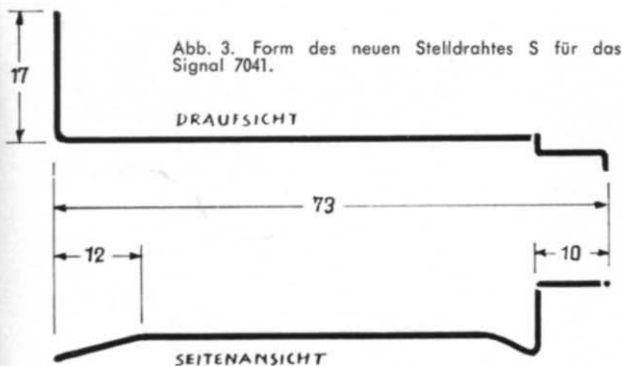 Abb. 3. Form des neuen Stelldrahtes S für das
Signal 7041.
17
DRAUFSICHT
73
12
10
SEITENANSICHT